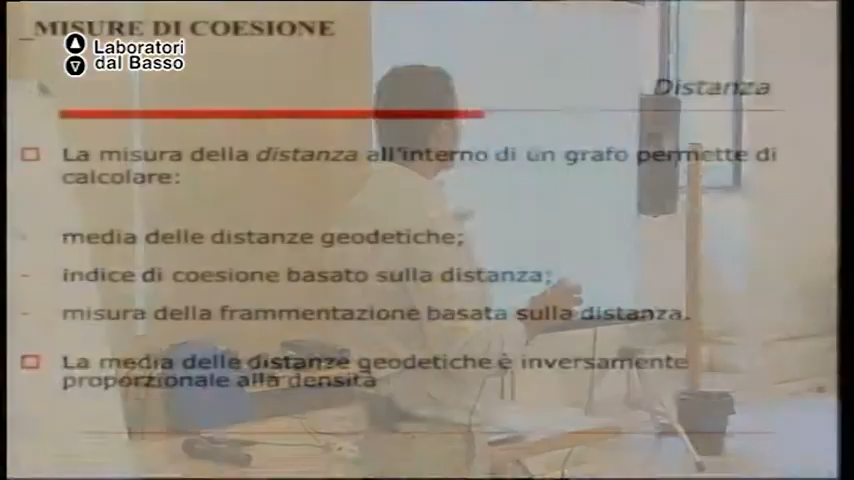 _MISURE DI COESIONE
Laboratori
dal Basso
Distanza
La misura della distanza all'interno di un grafo permette di
calcolare:
- media delle distanze geodetiche;
- indice di coesione basato sulla distanza;
- misura della frammentazione basata sulla distanza.
La media delle distanze geodetiche è inversamente
proporzionale alla densità